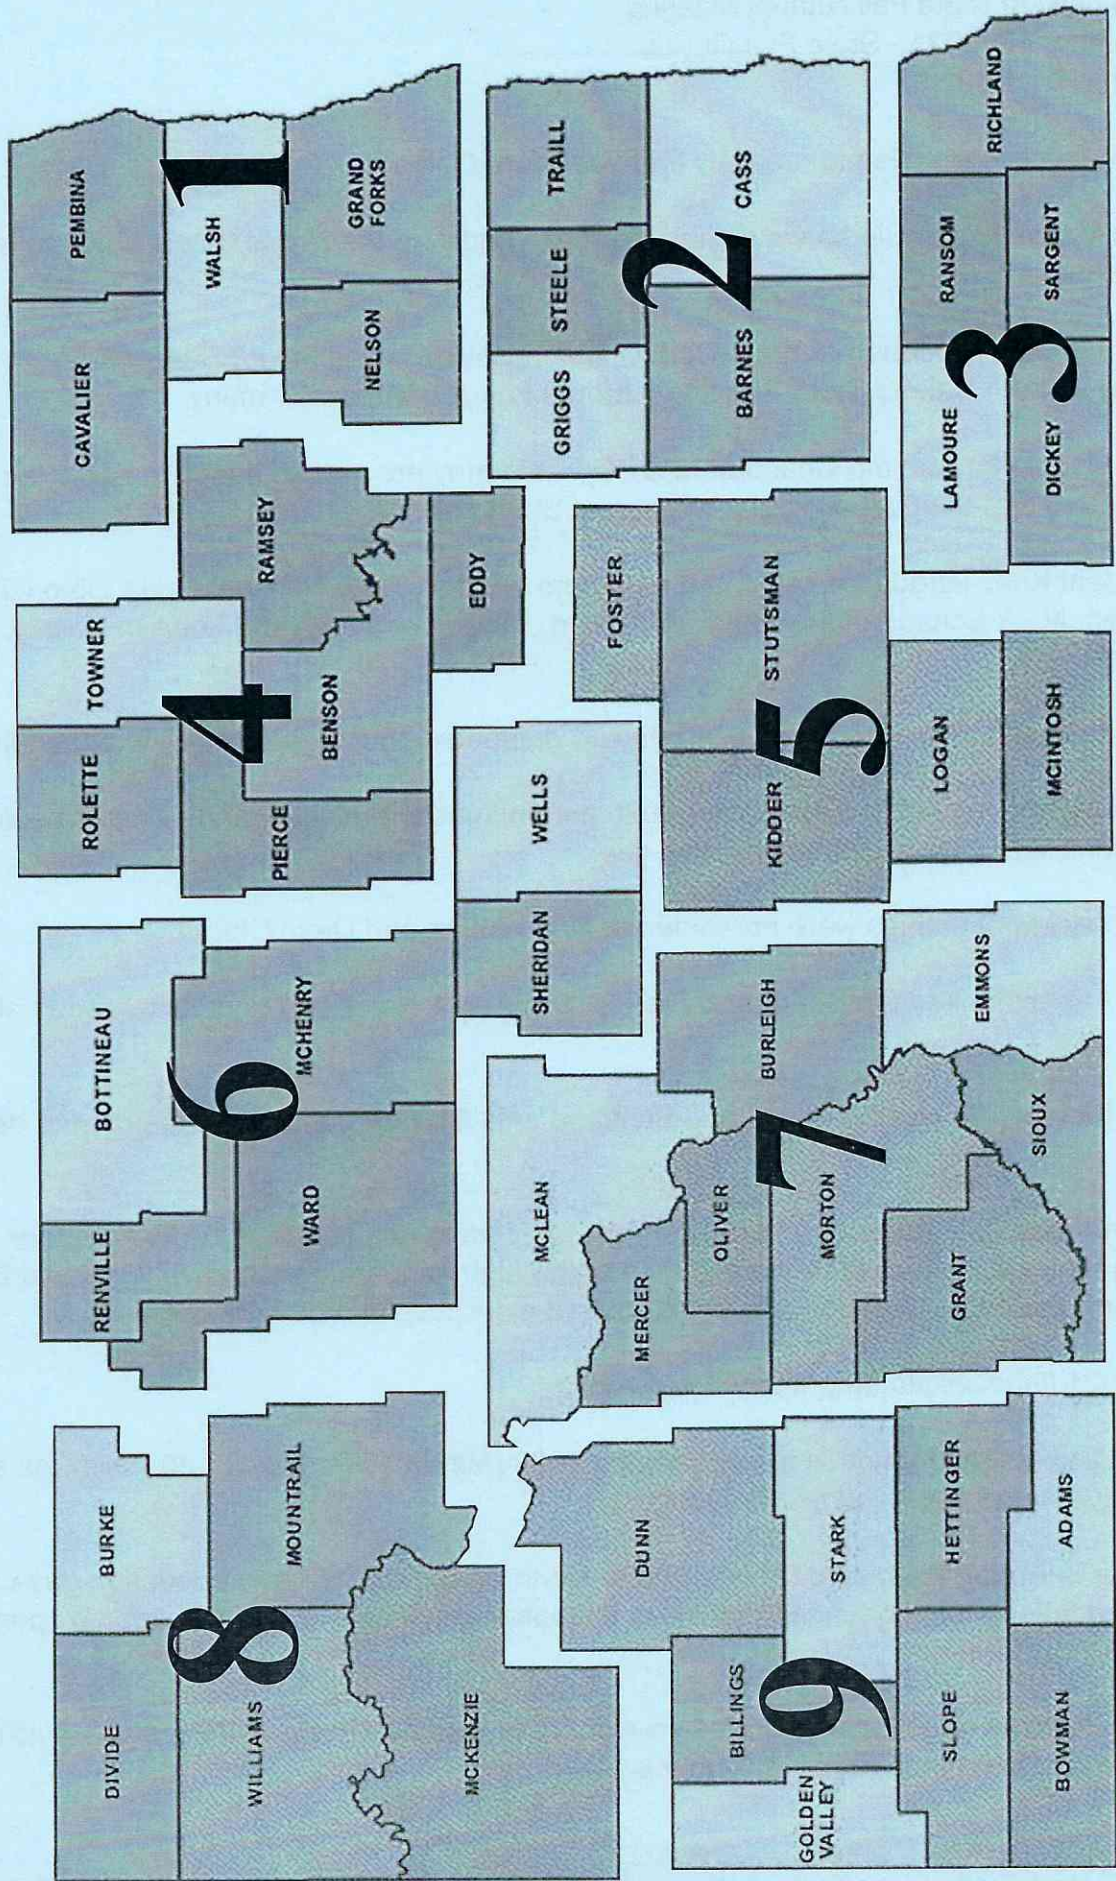 DIVIDE
BURKE
WILLIAMS
8
MOUNTRAIL
MCKENZIE
RENVILLE
BOTTINEAU
6
WARD
MCHENRY
ROLETTE
TOWNER
4
PIERCE
BENSON
RAMSEY
EDDY
CAVALIER
PEMBINA
1
WALSH
NELSON
GRAND
FORKS
SHERIDAN
WELLS
GRIGGS
STEELE
TRAILL
2
BARNES
CASS
FOSTER
KIDDER
5
STUTSMAN
LOGAN
MCINTOSH
LAMOURE
RANSOM
3
DICKEY
SARGENT
RICHLAND
MCLEAN
MERCER
OLIVER
BURLEIGH
7
MORTON
GRANT
SIOUX
EMMONS
DUNN
BILLINGS
GOLDEN
VALLEY
9
STARK
SLOPE
HETTINGER
BOWMAN
ADAMS